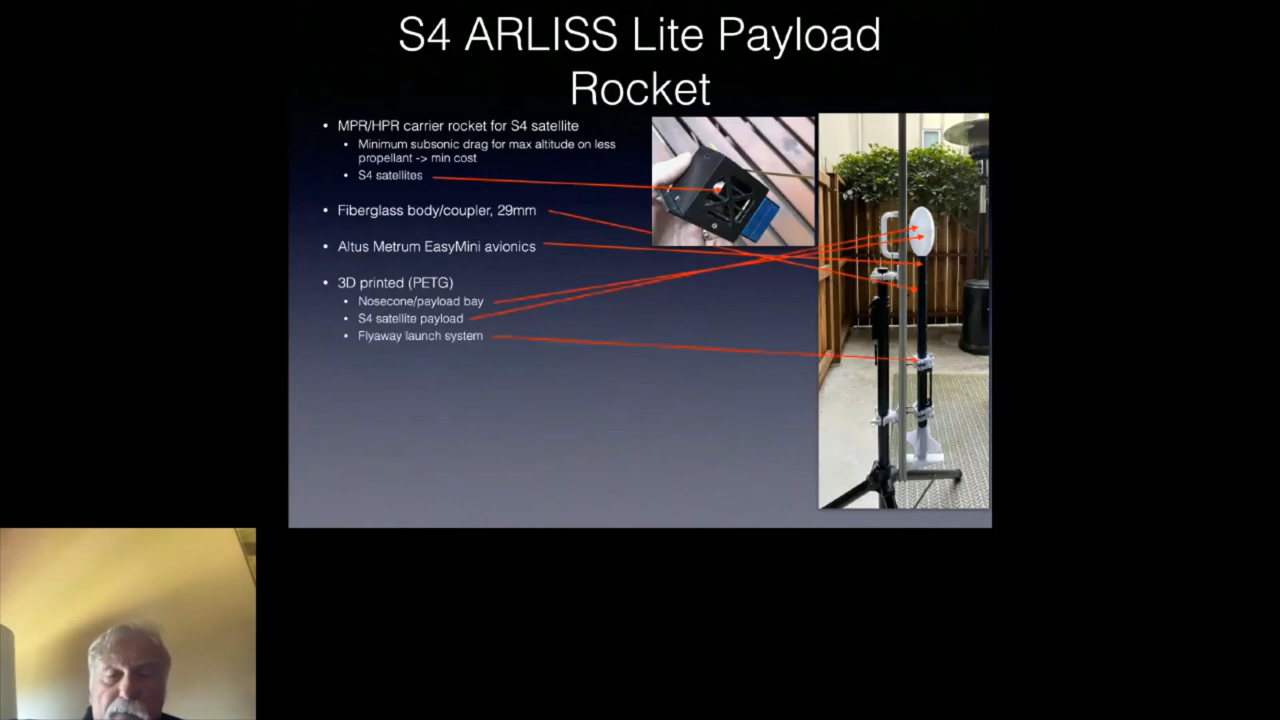 S4 ARLISS Lite Payload
Rocket
• MPR/HPR carrier rocket for S4 satellite
• Minimum subsonic drag for max altitude on less
propellant -> min cost
• S4 satellites
• Fiberglass body/coupler, 29mm
• Altus Metrum EasyMini avionics
• 3D printed (PETG)
• Nosecone/payload bay
• S4 satellite payload
• Flyaway launch system